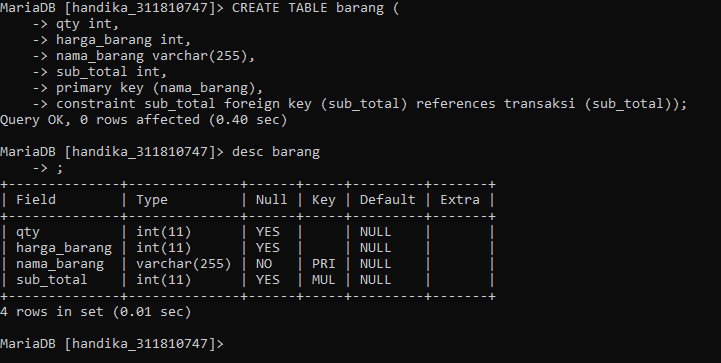 MariaDB [handika_311810747]> CREATE TABLE barang (
    -> qty int,
    -> harga_barang int,
    -> nama_barang varchar(255),
    -> sub_total int,
    -> primary key (nama_barang),
    -> constraint sub_total foreign key (sub_total) references transaksi (sub_total));
Query OK, 0 rows affected (0.40 sec)

MariaDB [handika_311810747]> desc barang
    -> ;
+--------------+--------------+------+-----+---------+-------+
| Field        | Type         | Null | Key | Default | Extra |
+--------------+--------------+------+-----+---------+-------+
| qty          | int(11)      | YES  |     | NULL    |       |
| harga_barang | int(11)      | YES  |     | NULL    |       |
| nama_barang  | varchar(255) | NO   | PRI | NULL    |       |
| sub_total    | int(11)      | YES  | MUL | NULL    |       |
+--------------+--------------+------+-----+---------+-------+
4 rows in set (0.01 sec)

MariaDB [handika_311810747]>